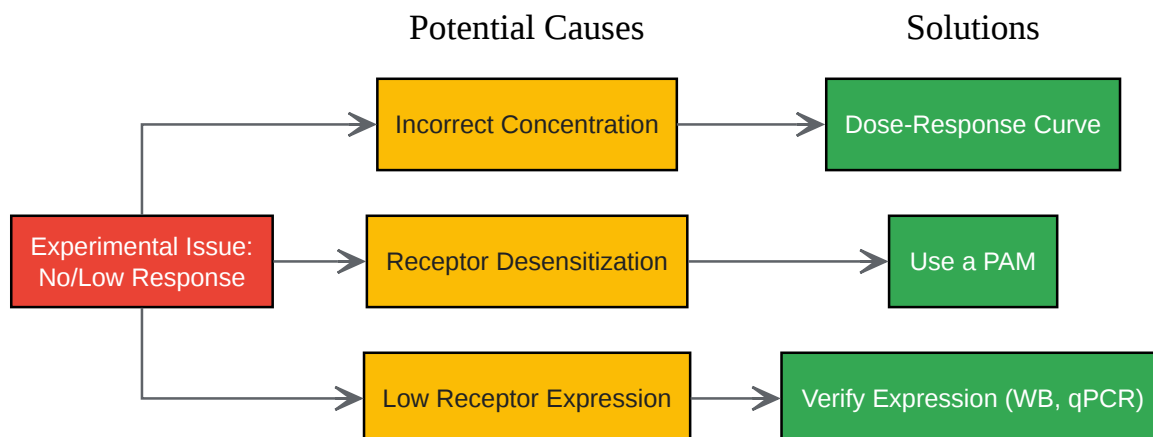 Potential Causes
Solutions
Incorrect Concentration
Dose-Response Curve
Experimental Issue:
No/Low Response
Receptor Desensitization
Use a PAM
Low Receptor Expression
Verify Expression (WB, qPCR)